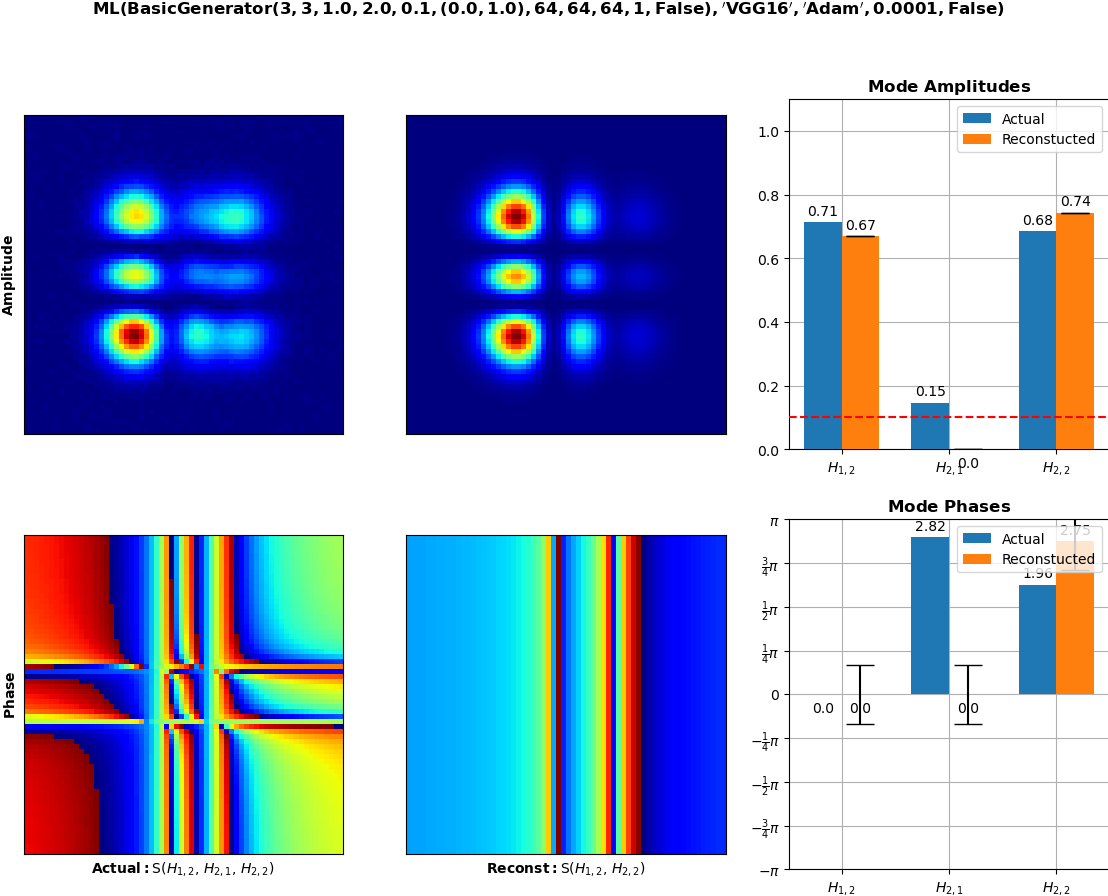 ML(BasicGenerator(3, 3, 1.0, 2.0, 0.1, (0.0, 1.0), 64, 64, 64, 1, False), ′VGG16′, ′Adam′, 0.0001, False)
Amplitude
Mode Amplitudes
Actual
Reconstucted
1.0
0.8
0.6
0.4
0.2
0.0
0.71
0.67
0.15
0.0
0.68
0.74
H1,2
H2,1
H2,2
Phase
Actual: S(H1,2, H2,1, H2,2)
Reconst: S(H1,2, H2,2)
Mode Phases
Actual
Reconstucted
π
3/4π
1/2π
1/4π
0
−1/4π
−1/2π
−3/4π
−π
0.0
0.0
2.82
0.0
1.96
2.75
H1,2
H2,1
H2,2